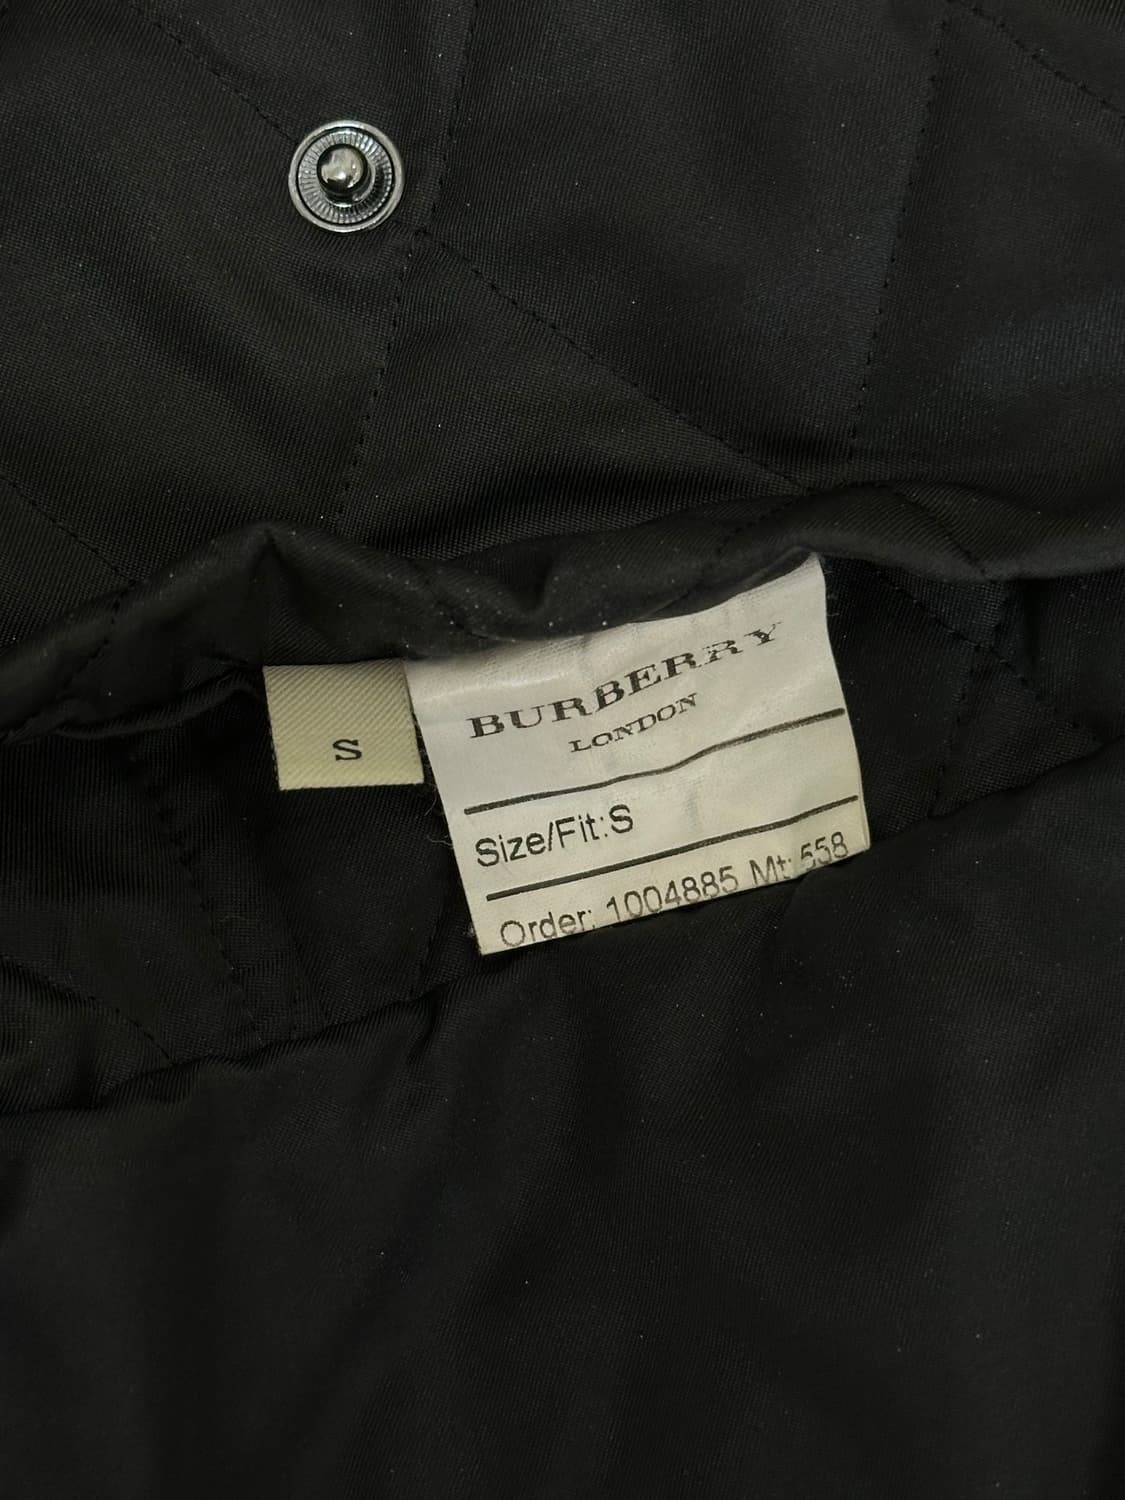 S
BURBERRY
LONDON
Size/Fit:S
Order: 1004885 Mt: 558